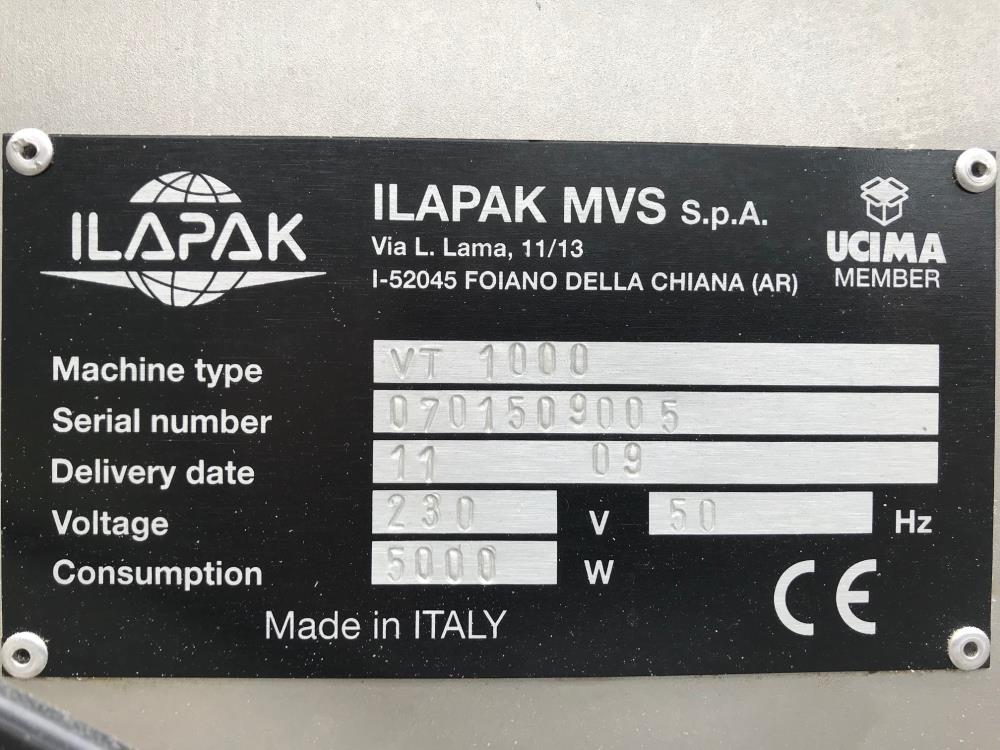 ILAPAK
ILAPAK MVS S.p.A.
Via L. Lama, 11/13
I-52045 FOIANO DELLA CHIANA (AR)
UCIMA
MEMBER
Machine type VT 1000
Serial number 0701509005
Delivery date 11 09
Voltage 230 V 50 Hz
Consumption 5000 W
Made in ITALY
CE